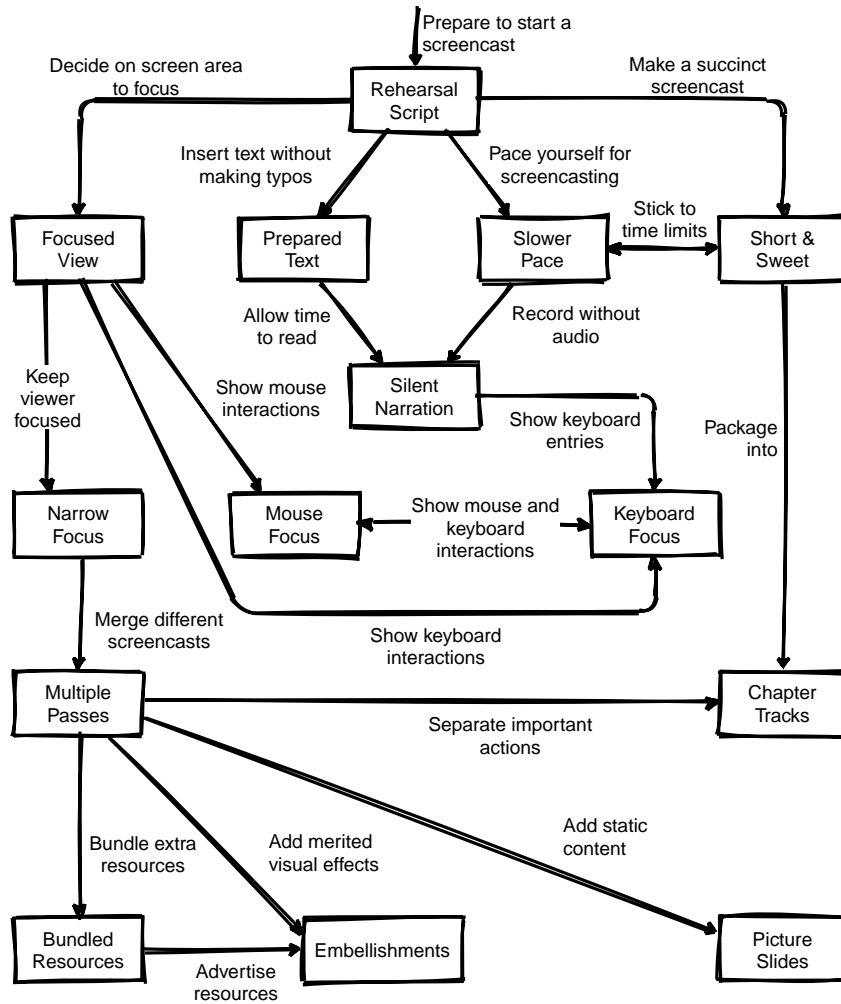 Prepare to start a
screencast
Decide on screen area
to focus
Make a succinct
screencast
Rehearsal
Script
Insert text without
making typos
Pace yourself for
screencasting
Focused
View
Prepared
Text
Slower
Pace
Stick to
time limits
Short &
Sweet
Allow time
to read
Record without
audio
Keep
viewer
focused
Show mouse
interactions
Silent
Narration
Show keyboard
entries
Package
into
Narrow
Focus
Mouse
Focus
Show mouse and
keyboard
interactions
Keyboard
Focus
Merge different
screencasts
Show keyboard
interactions
Multiple
Passes
Separate important
actions
Chapter
Tracks
Bundle extra
resources
Add merited
visual effects
Add static
content
Bundled
Resources
Advertise
resources
Embellishments
Picture
Slides